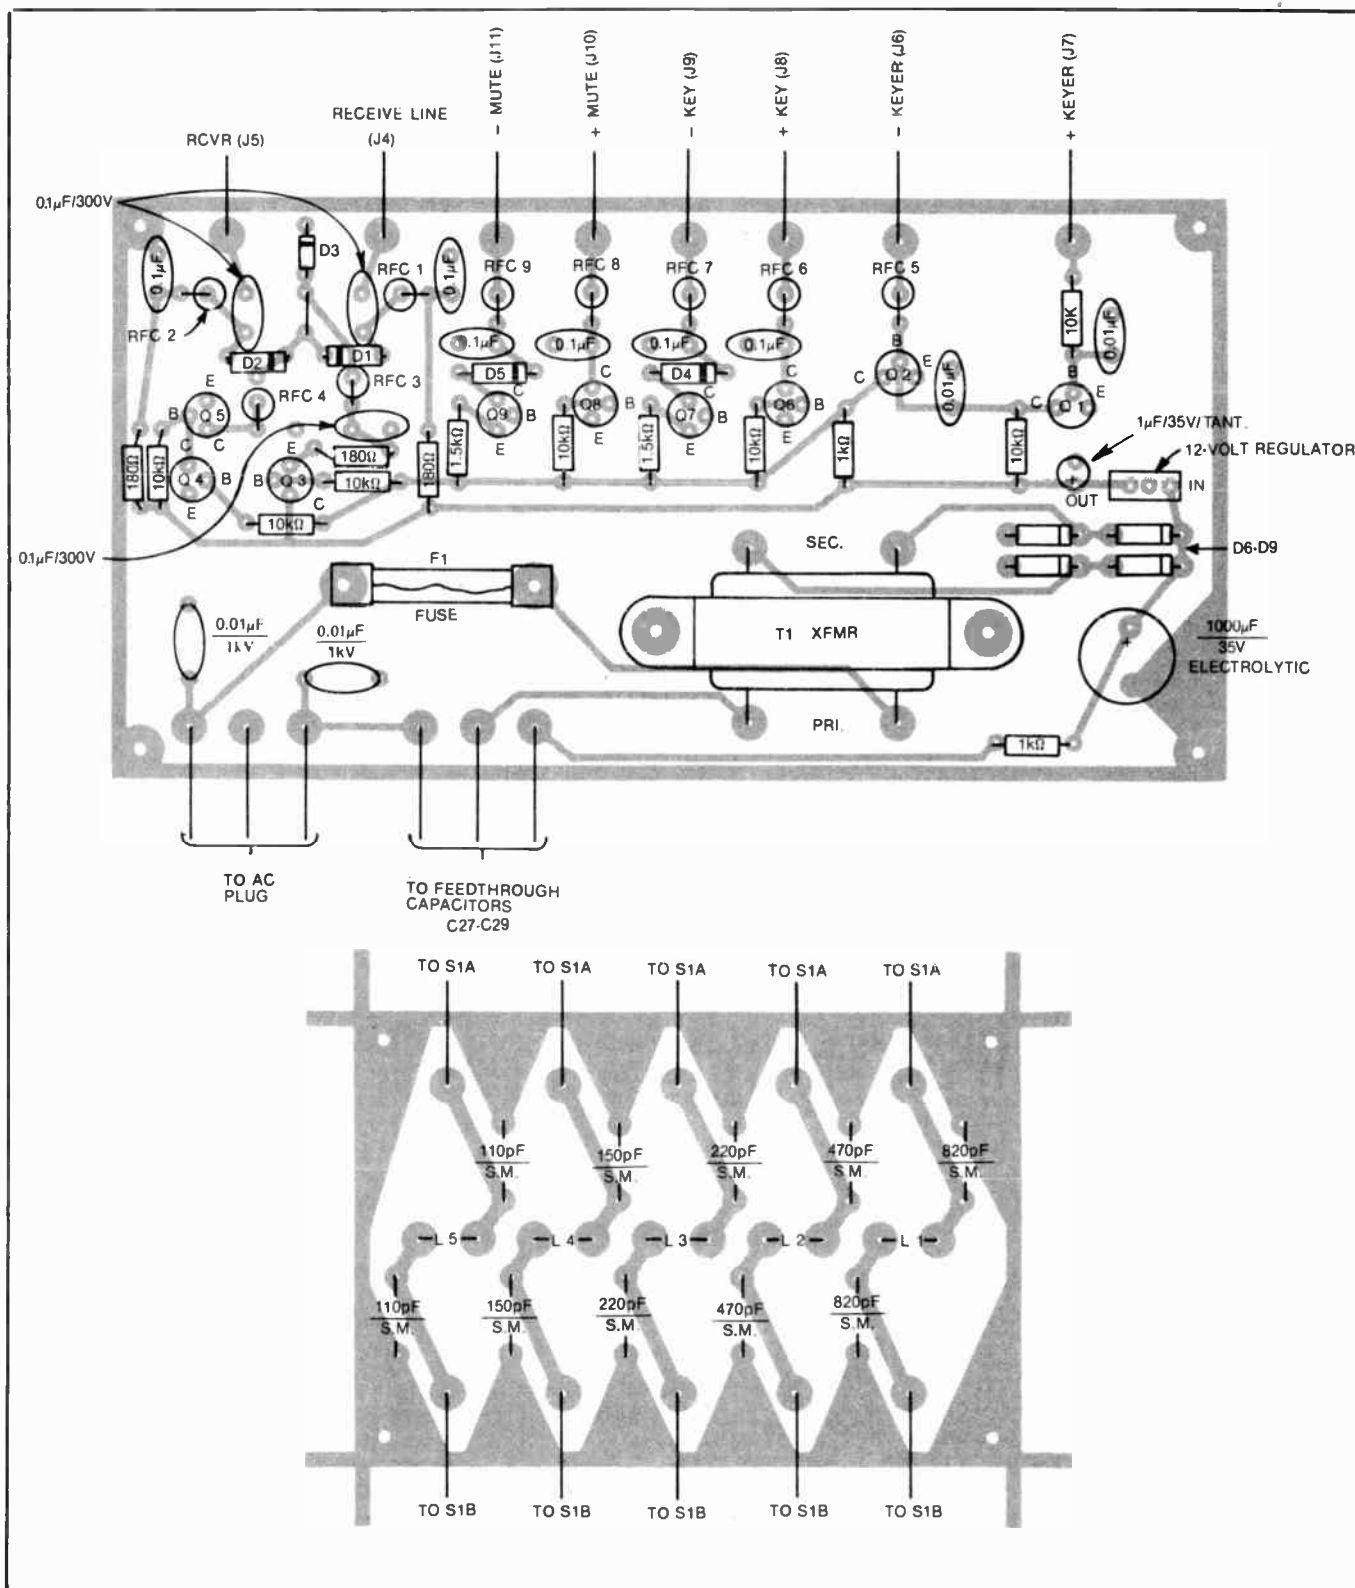 - MUTE (J11)
+ MUTE (J10)
- KEY (J9)
+ KEY (J8)
- KEYER (J6)
+ KEYER (J7)
RECEIVE LINE
(J4)
RCVR (J5)
0.1µF/300V
D3
0.1µF
RFC 1
0.1µF
RFC 9
RFC 8
RFC 7
RFC 6
RFC 5
10K
0.01µF
RFC 2
D2
D1
0.1µF
0.1µF
0.1µF
0.1µF
RFC 3
RFC 4
D5
D4
E
B
Q 5
C
C
Q9
B
E
C
Q8
B
E
C
Q7
B
E
C
Q6
B
E
B
E
C
Q 2
0.01µF
B
E
C
Q 1
1µF/35V/TANT.
12-VOLT REGULATOR
180Ω
10kΩ
C
Q 4
B
E
E
B
Q 3
C
180Ω
10kΩ
10kΩ
180Ω
1.5kΩ
10kΩ
1.5kΩ
10kΩ
1kΩ
10kΩ
+
OUT
IN
0.1µF/300V
F1
FUSE
SEC.
D6-D9
0.01µF
1kV
0.01µF
1kV
T1 XFMR
+
1000µF
35V
ELECTROLYTIC
PRI.
1kΩ
TO AC
PLUG
TO FEEDTHROUGH
CAPACITORS
C27-C29
TO S1A
TO S1A
TO S1A
TO S1A
TO S1A
110pF
S.M.
150pF
S.M.
220pF
S.M.
470pF
S.M.
820pF
S.M.
L 5
L 4
L 3
L 2
L 1
110pF
S.M.
150pF
S.M.
220pF
S.M.
470pF
S.M.
820pF
S.M.
TO S1B
TO S1B
TO S1B
TO S1B
TO S1B